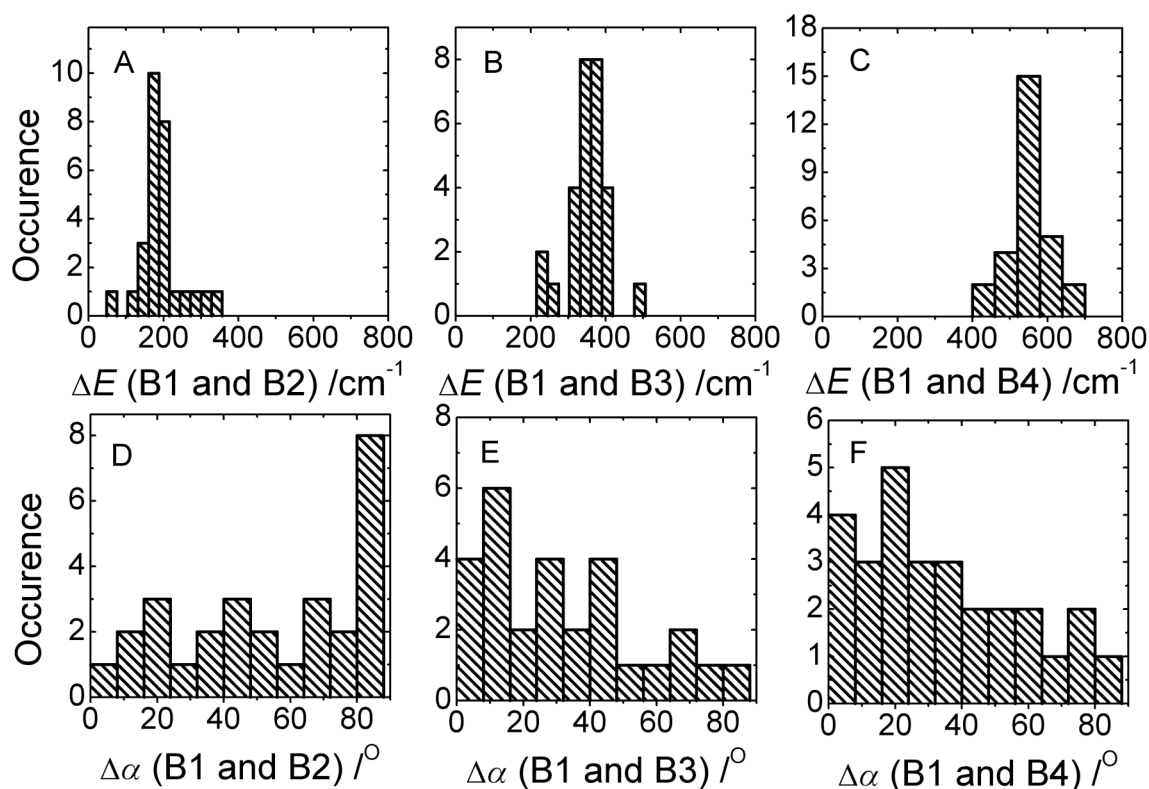 A
B
C
Occurence
10
8
6
4
2
0
8
6
4
2
0
18
15
12
9
6
3
0
0 200 400 600 800
0 200 400 600 800
0 200 400 600 800
ΔE (B1 and B2) /cm⁻¹
ΔE (B1 and B3) /cm⁻¹
ΔE (B1 and B4) /cm⁻¹
D
E
F
Occurence
8
6
4
2
0
8
6
4
2
0
6
5
4
3
2
1
0
0 20 40 60 80
0 20 40 60 80
0 20 40 60 80
Δα (B1 and B2) /ᴼ
Δα (B1 and B3) /ᴼ
Δα (B1 and B4) /ᴼ